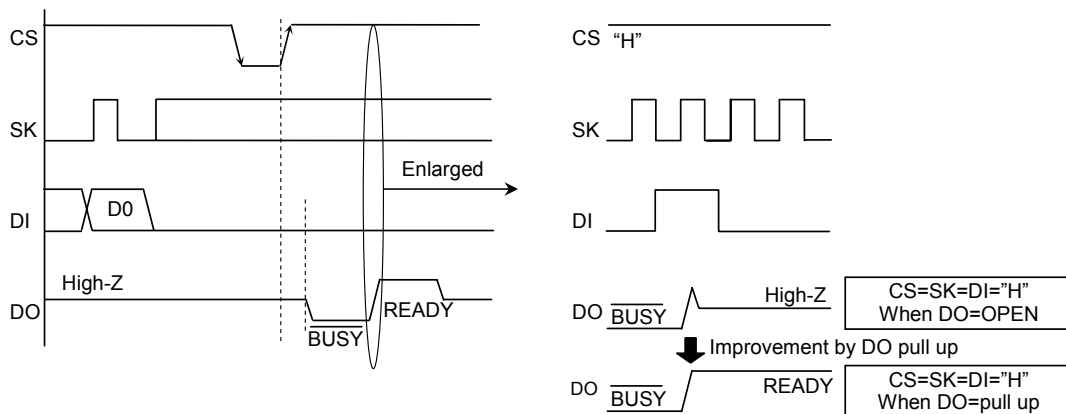 CS
SK
DI
DO
D0
High-Z
BUSY
READY
Enlarged
CS "H"
SK
DI
DO BUSY High-Z
CS=SK=DI="H"
When DO=OPEN
Improvement by DO pull up
DO BUSY READY
CS=SK=DI="H"
When DO=pull up